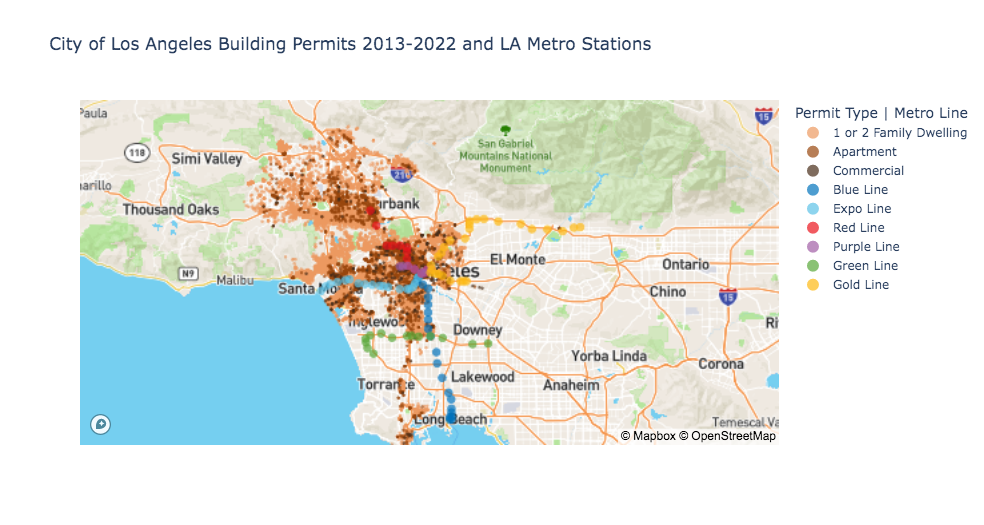 City of Los Angeles Building Permits 2013-2022 and LA Metro Stations
Permit Type | Metro Line
1 or 2 Family Dwelling
Apartment
Commercial
Blue Line
Expo Line
Red Line
Purple Line
Green Line
Gold Line
Paula
15
San Gabriel
Mountains National
Monument
118
Simi Valley
210
arillo
Thousand Oaks
urbank
El Monte
Ontario
eles
N9
Malibu
Santa Mo
Chino
15
Inglewoo
Downey
Ri
Yorba Linda
Corona
Torrance
Lakewood
Anaheim
Long Beach
Temescal Va
© Mapbox © OpenStreetMap